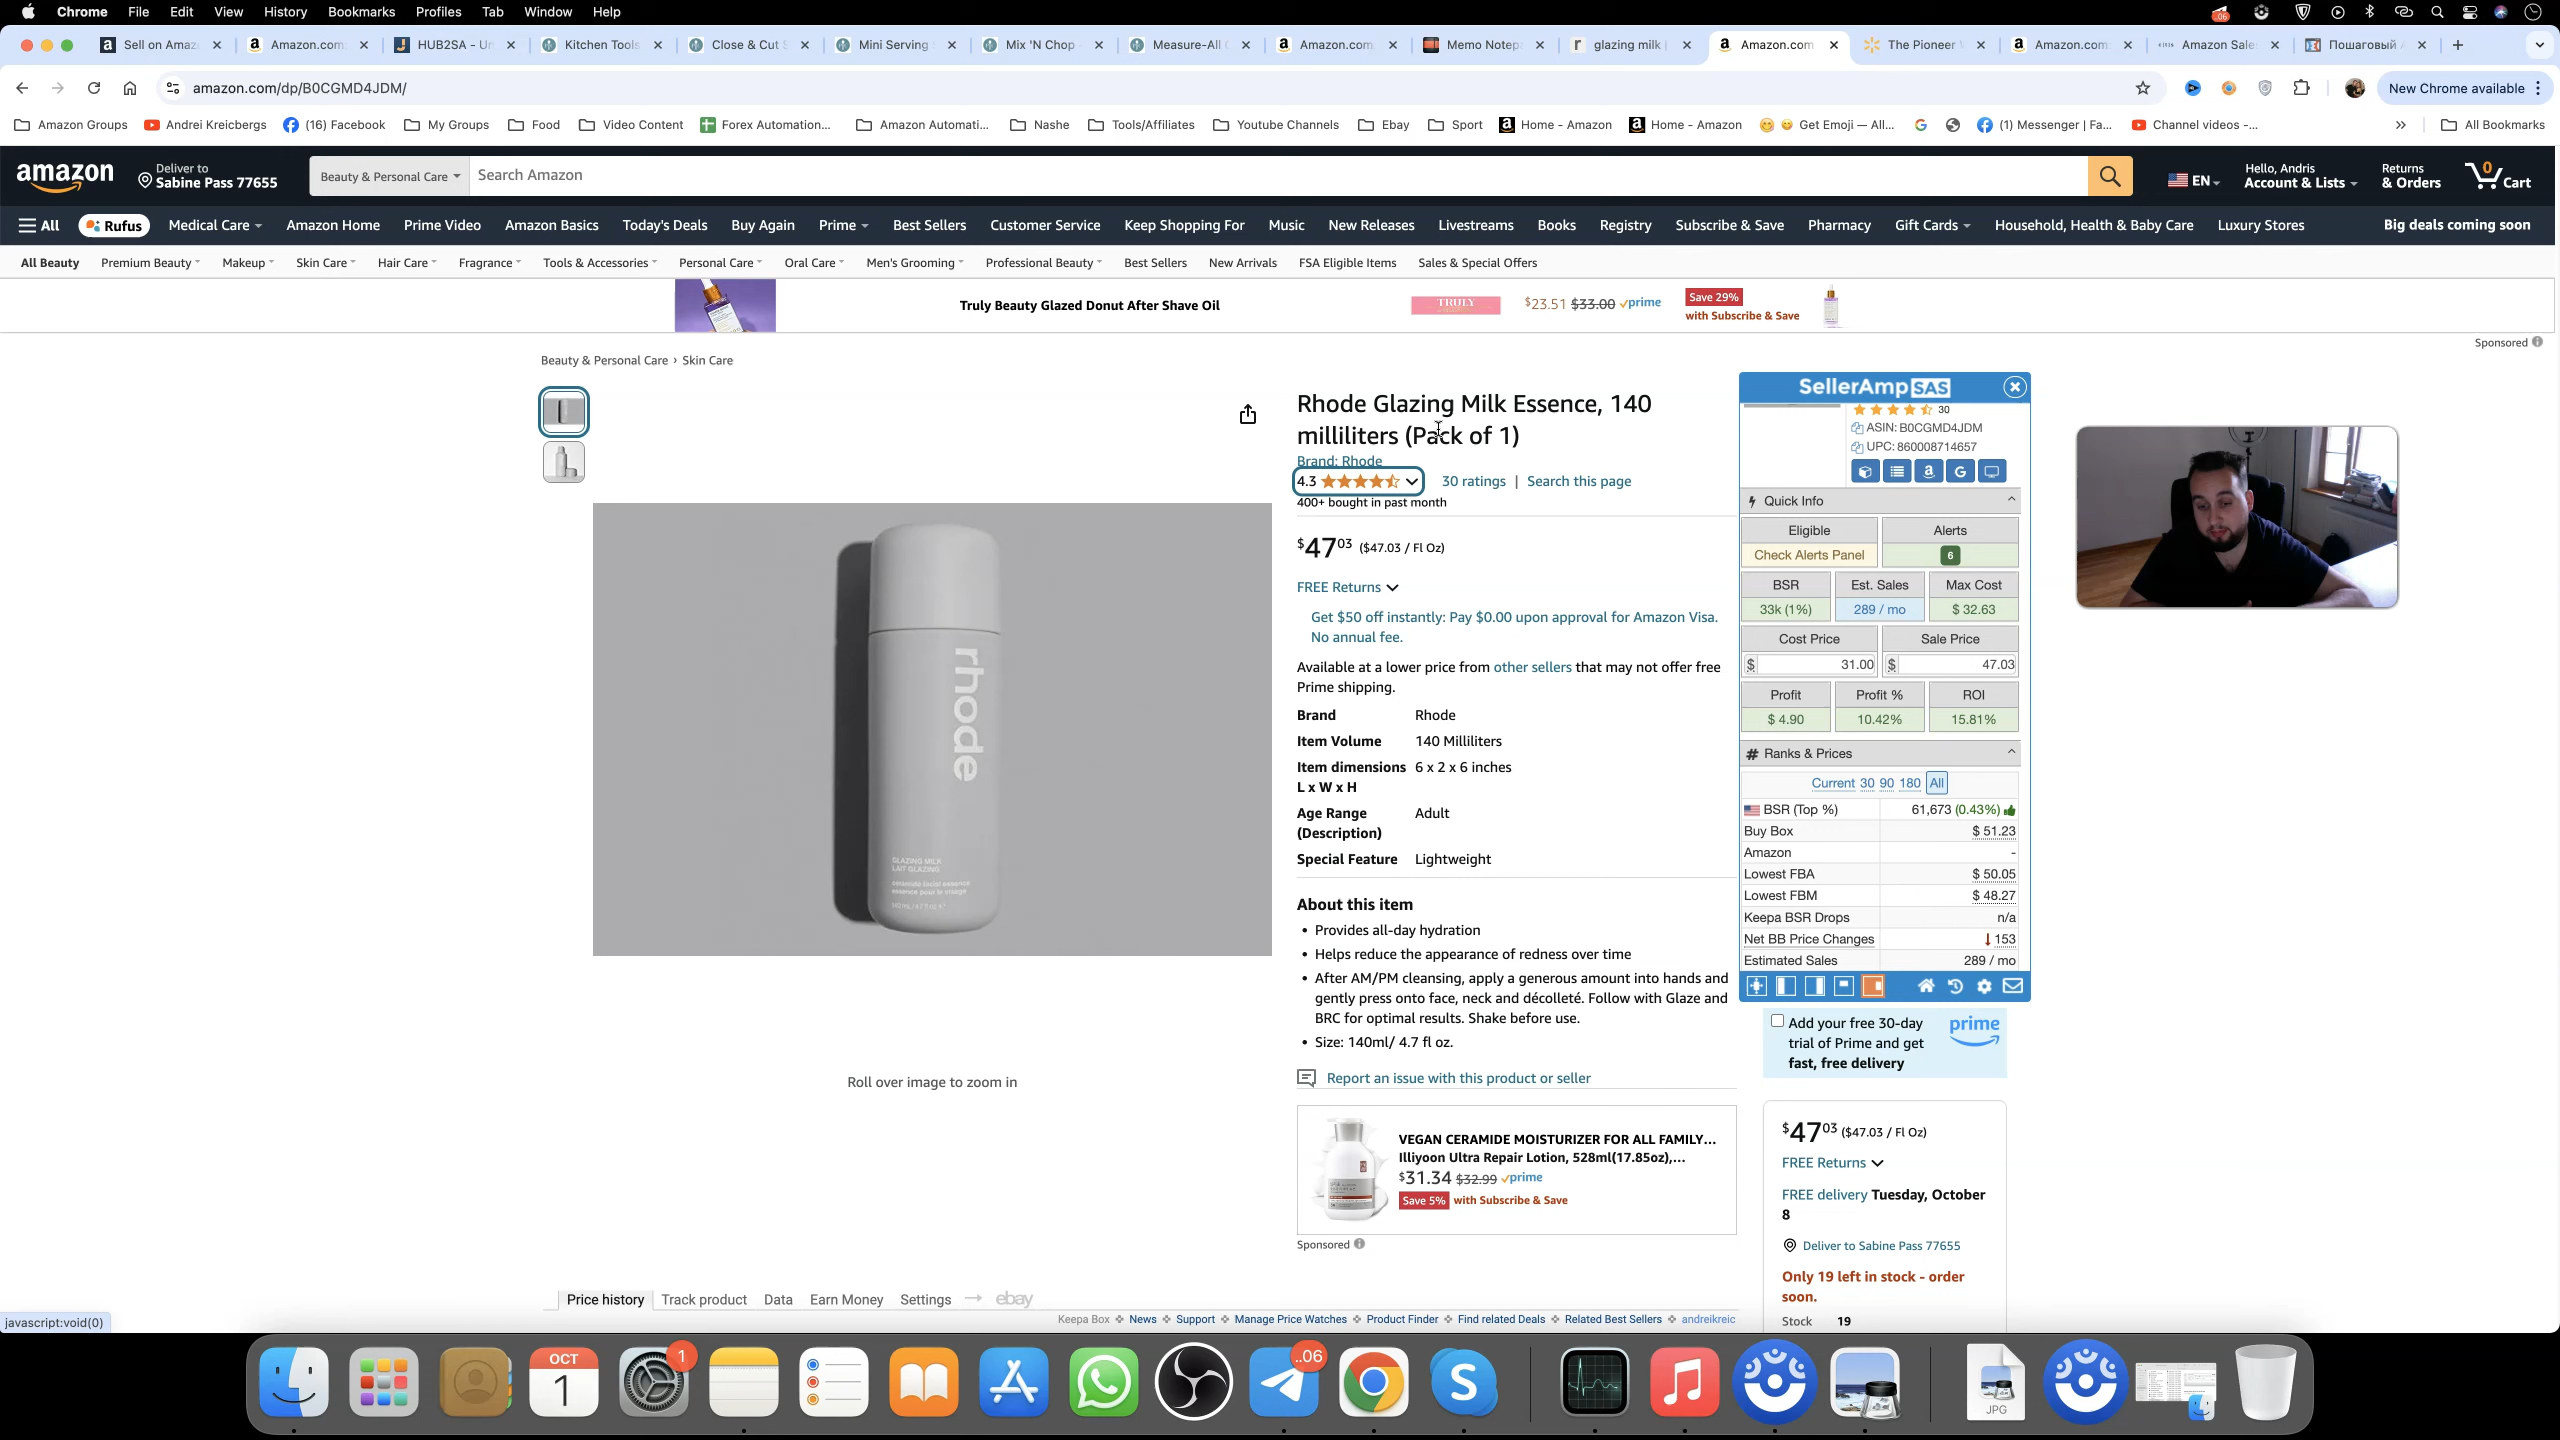 Chrome File Edit View History Bookmarks Profiles Tab Window Help
Sell on Amaz Amazon.com HUB2SA - Un Kitchen Tools Close & Cut S Mini Serving Mix 'N Chop Measure-All C Amazon.com Memo Notep glazing milk Amazon.com The Pioneer Amazon.com Amazon Sale Пошаговый
amazon.com/dp/B0CGMD4JDM/ New Chrome available
Amazon Groups Andrei Kreicbergs (16) Facebook My Groups Food Video Content Forex Automation... Amazon Automati... Nashe Tools/Affiliates Youtube Channels Ebay Sport Home - Amazon Home - Amazon Get Emoji — All... (1) Messenger | Fa... Channel videos -... All Bookmarks
amazon Deliver to Sabine Pass 77655 Beauty & Personal Care Search Amazon EN Hello, Andris Account & Lists Returns & Orders 0 Cart
All Rufus Medical Care Amazon Home Prime Video Amazon Basics Today's Deals Buy Again Prime Best Sellers Customer Service Keep Shopping For Music New Releases Livestreams Books Registry Subscribe & Save Pharmacy Gift Cards Household, Health & Baby Care Luxury Stores Big deals coming soon
All Beauty Premium Beauty Makeup Skin Care Hair Care Fragrance Tools & Accessories Personal Care Oral Care Men's Grooming Professional Beauty Best Sellers New Arrivals FSA Eligible Items Sales & Special Offers
Truly Beauty Glazed Donut After Shave Oil TRULY $23.51 $33.00 prime Save 29% with Subscribe & Save
Sponsored
Beauty & Personal Care › Skin Care
rhode
GLAZING MILK
LAIT GLAZING
ceramide facial essence
essence pour le visage
Roll over image to zoom in
Rhode Glazing Milk Essence, 140
milliliters (Pack of 1)
Brand: Rhode
4.3 30 ratings | Search this page
400+ bought in past month
$47 03 ($47.03 / Fl Oz)
FREE Returns
Get $50 off instantly: Pay $0.00 upon approval for Amazon Visa.
No annual fee.
Available at a lower price from other sellers that may not offer free
Prime shipping.
Brand Rhode
Item Volume 140 Milliliters
Item dimensions 6 x 2 x 6 inches
L x W x H
Age Range Adult
(Description)
Special Feature Lightweight
About this item
• Provides all-day hydration
• Helps reduce the appearance of redness over time
• After AM/PM cleansing, apply a generous amount into hands and
gently press onto face, neck and décolleté. Follow with Glaze and
BRC for optimal results. Shake before use.
• Size: 140ml/ 4.7 fl oz.
Report an issue with this product or seller
VEGAN CERAMIDE MOISTURIZER FOR ALL FAMILY...
Illiyoon Ultra Repair Lotion, 528ml(17.85oz),...
$31.34 $32.99 prime
Save 5% with Subscribe & Save
Sponsored
SellerAmp SAS
30
ASIN: B0CGMD4JDM
UPC: 860008714657
Quick Info
Eligible Alerts
Check Alerts Panel 6
BSR Est. Sales Max Cost
33k (1%) 289 / mo $ 32.63
Cost Price Sale Price
$ 31.00 $ 47.03
Profit Profit % ROI
$ 4.90 10.42% 15.81%
# Ranks & Prices
Current 30 90 180 All
BSR (Top %) 61,673 (0.43%)
Buy Box $ 51.23
Amazon -
Lowest FBA $ 50.05
Lowest FBM $ 48.27
Keepa BSR Drops n/a
Net BB Price Changes 153
Estimated Sales 289 / mo
Add your free 30-day
trial of Prime and get
fast, free delivery
prime
$47 03 ($47.03 / Fl Oz)
FREE Returns
FREE delivery Tuesday, October
8
Deliver to Sabine Pass 77655
Only 19 left in stock - order
soon.
Stock 19
Price history Track product Data Earn Money Settings ebay
Keepa Box News Support Manage Price Watches Product Finder Find related Deals Related Best Sellers andreikreic
javascript:void(0)
OCT
1
1
..06
JPG